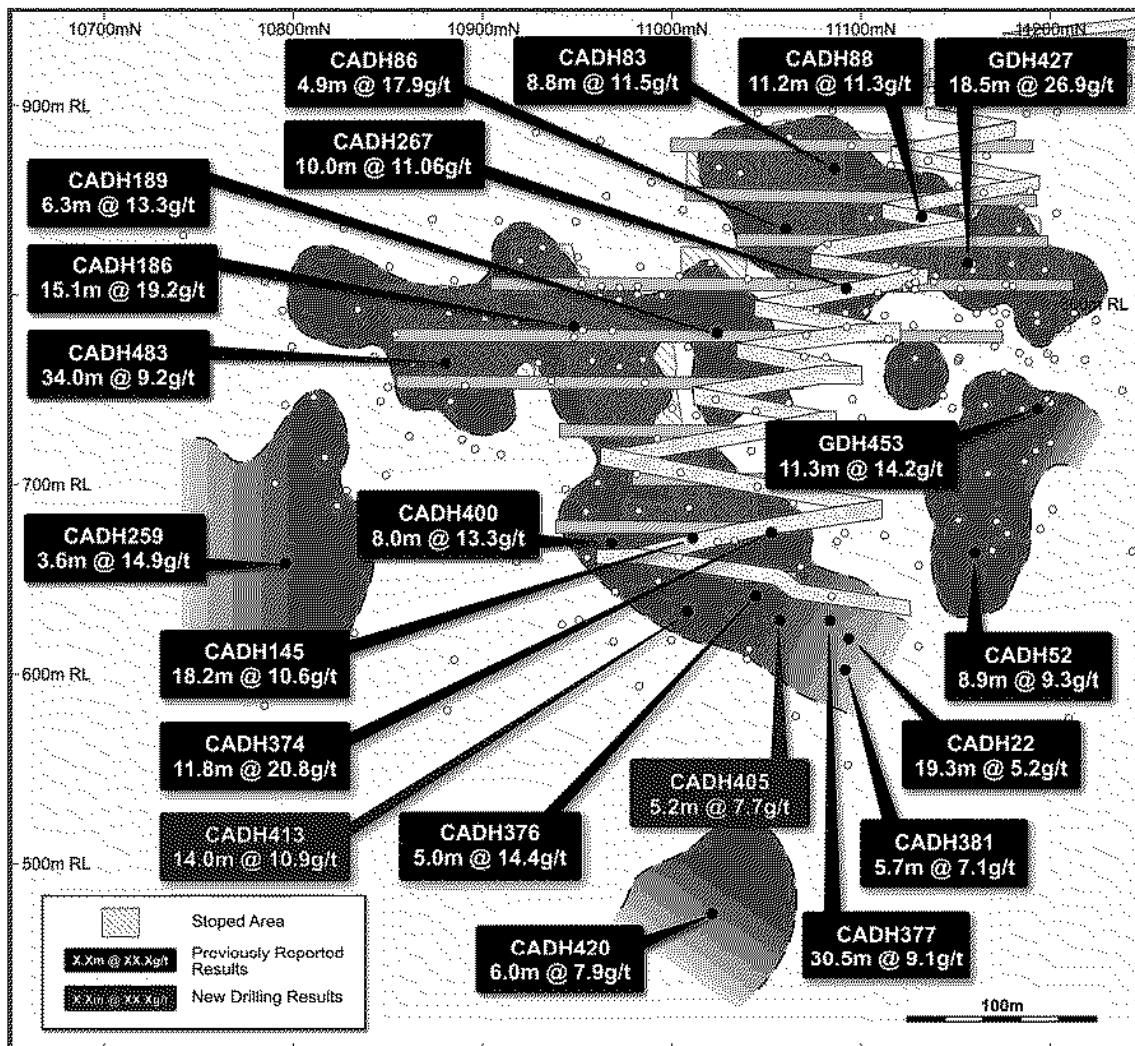 10700mN
10800mN
10900mN
11000mN
11100mN
11200mN
CADH86
4.9m @ 17.9g/t
CADH83
8.8m @ 11.5g/t
CADH88
11.2m @ 11.3g/t
GDH427
18.5m @ 26.9g/t
900m RL
CADH267
10.0m @ 11.06g/t
CADH189
6.3m @ 13.3g/t
CADH186
15.1m @ 19.2g/t
m RL
CADH483
34.0m @ 9.2g/t
GDH453
11.3m @ 14.2g/t
700m RL
CADH400
8.0m @ 13.3g/t
CADH259
3.6m @ 14.9g/t
CADH145
18.2m @ 10.6g/t
CADH52
8.9m @ 9.3g/t
600m RL
CADH374
11.8m @ 20.8g/t
CADH22
19.3m @ 5.2g/t
CADH405
5.2m @ 7.7g/t
CADH413
14.0m @ 10.9g/t
CADH376
5.0m @ 14.4g/t
CADH381
5.7m @ 7.1g/t
500m RL
CADH420
6.0m @ 7.9g/t
CADH377
30.5m @ 9.1g/t
Stoped Area
X.Xm @ XX.Xg/t
Previously Reported
Results
X.Xm @ XX.Xg/t
New Drilling Results
100m